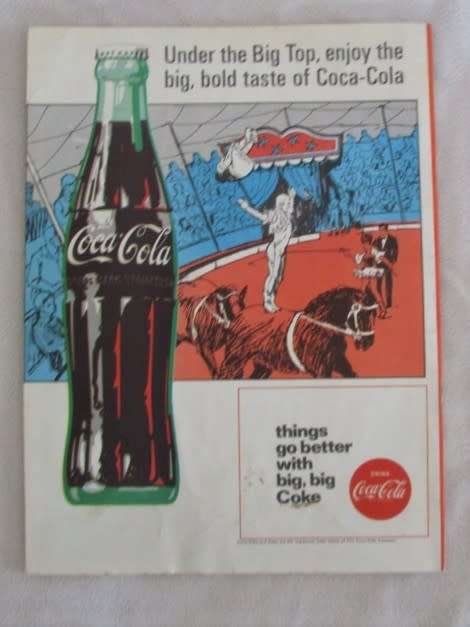 Under the Big Top, enjoy the
big, bold taste of Coca-Cola
Coca-Cola
things
go better
with
big, big
Coke
DRINK
Coca-Cola